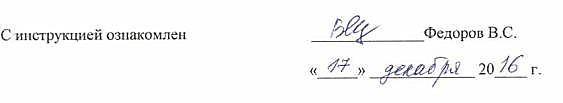 С инструкцией ознакомлен Федоров В.С.
« 17 » декабря 2016 г.